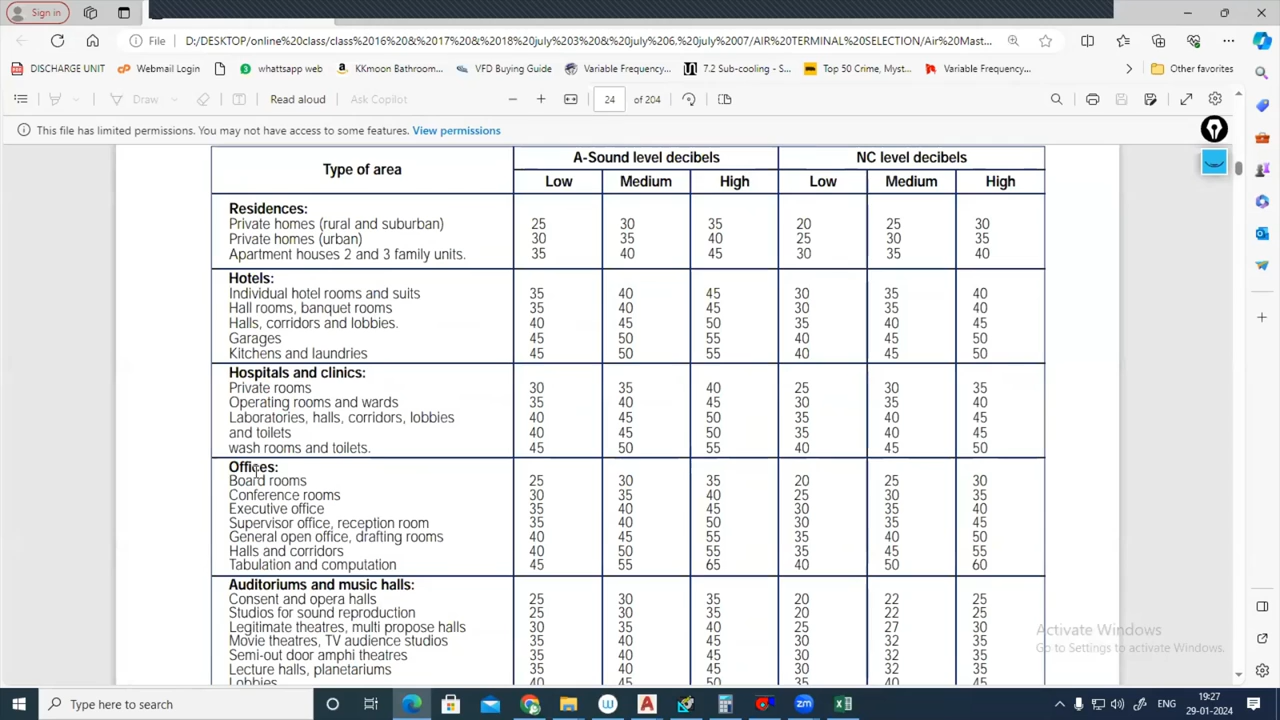 Sign in
File D:/DESKTOP/online%20class/class%2016%20&%2017%20&%2018%20july%203%20&%20july%206.%20july%2007/AIR%20TERMINAL%20SELECTION/Air%20Mast...
DISCHARGE UNIT Webmail Login whattsapp web KKmoon Bathroom... VFD Buying Guide Variable Frequency... 7.2 Sub-cooling - S... Top 50 Crime, Myst... Variable Frequency... Other favorites
Draw Read aloud Ask Copilot 24 of 204
This file has limited permissions. You may not have access to some features. View permissions
Type of area A-Sound level decibels NC level decibels
Low Medium High Low Medium High
Residences:
Private homes (rural and suburban) 25 30 35 20 25 30
Private homes (urban) 30 35 40 25 30 35
Apartment houses 2 and 3 family units. 35 40 45 30 35 40
Hotels:
Individual hotel rooms and suits 35 40 45 30 35 40
Hall rooms, banquet rooms 35 40 45 30 35 40
Halls, corridors and lobbies. 40 45 50 35 40 45
Garages 45 50 55 40 45 50
Kitchens and laundries 45 50 55 40 45 50
Hospitals and clinics:
Private rooms 30 35 40 25 30 35
Operating rooms and wards 35 40 45 30 35 40
Laboratories, halls, corridors, lobbies 40 45 50 35 40 45
and toilets 40 45 50 35 40 45
wash rooms and toilets. 45 50 55 40 45 50
Offices:
Board rooms 25 30 35 20 25 30
Conference rooms 30 35 40 25 30 35
Executive office 35 40 45 30 35 40
Supervisor office, reception room 35 40 50 30 35 45
General open office, drafting rooms 40 45 55 35 40 50
Halls and corridors 40 50 55 35 45 55
Tabulation and computation 45 55 65 40 50 60
Auditoriums and music halls:
Consent and opera halls 25 30 35 20 22 25
Studios for sound reproduction 25 30 35 20 22 25
Legitimate theatres, multi propose halls 30 35 40 25 27 30
Movie theatres, TV audience studios 35 40 45 30 32 35
Semi-out door amphi theatres 35 40 45 30 32 35
Lecture halls, planetariums 35 40 45 30 32 35
Lobbies 40 45 50 35 40 45
Activate Windows
Go to Settings to activate Windows.
Type here to search ENG 19:27
29-01-2024